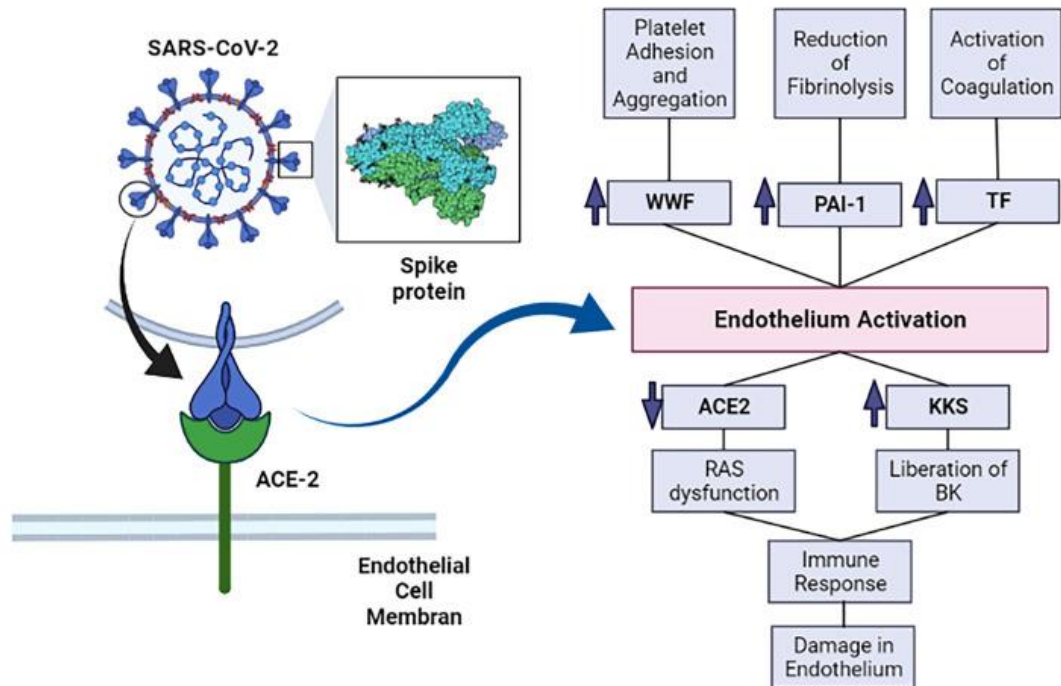 SARS-CoV-2
Spike
protein
ACE-2
Endothelial
Cell
Membran
Platelet
Adhesion
and
Aggregation
Reduction
of
Fibrinolysis
Activation
of
Coagulation
WWF
PAI-1
TF
Endothelium Activation
ACE2
KKS
RAS
dysfunction
Liberation of
BK
Immune
Response
Damage in
Endothelium